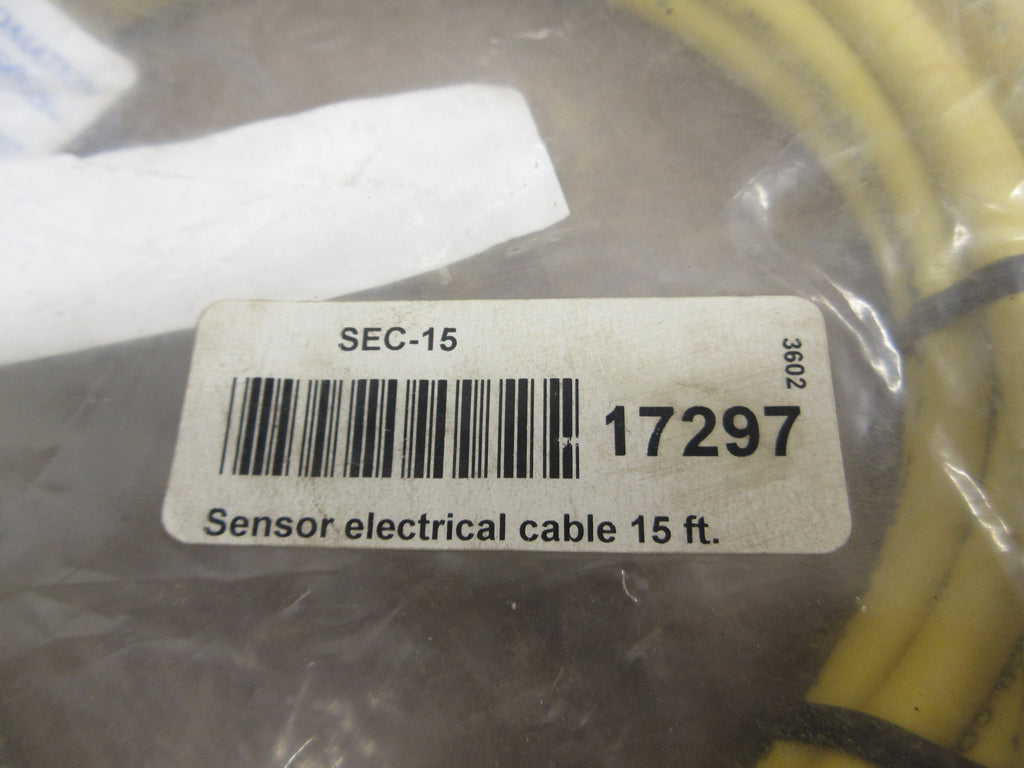 SEC-15
3602
17297
Sensor electrical cable 15 ft.